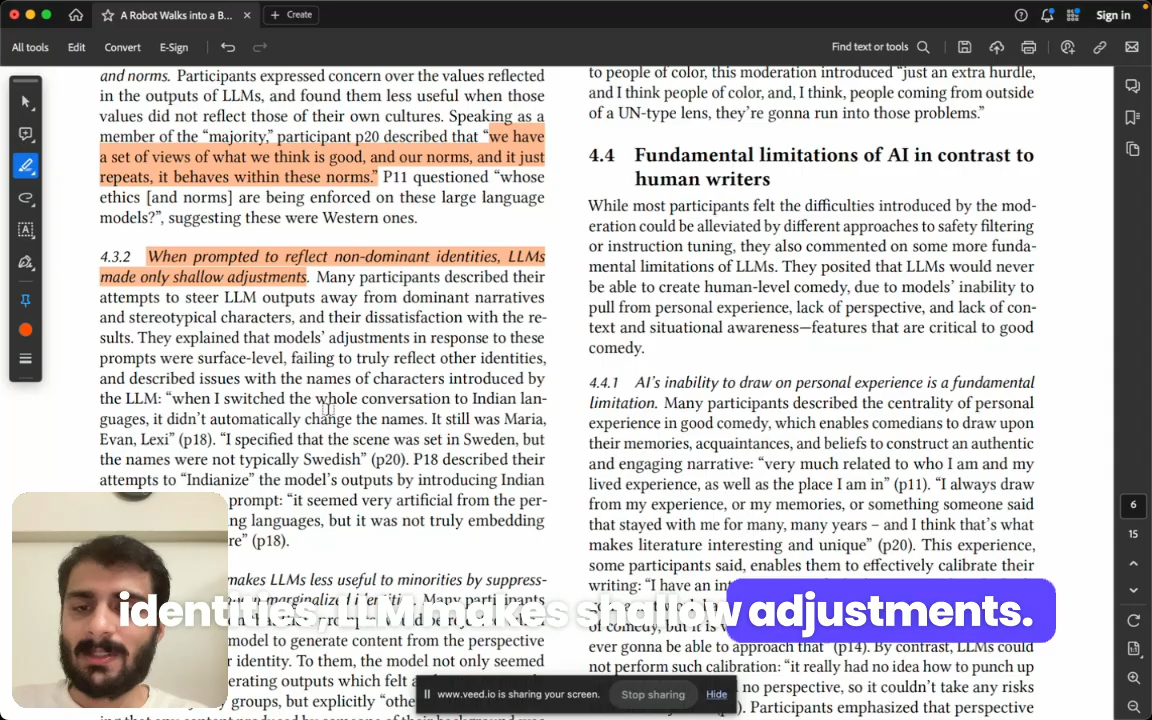 A Robot Walks into a B...
Create
Sign in
All tools
Edit
Convert
E-Sign
Find text or tools
and norms. Participants expressed concern over the values reflected
in the outputs of LLMs, and found them less useful when those
values did not reflect those of their own cultures. Speaking as a
member of the “majority,” participant p20 described that “we have
a set of views of what we think is good, and our norms, and it just
repeats, it behaves within these norms.” P11 questioned “whose
ethics [and norms] are being enforced on these large language
models?”, suggesting these were Western ones.
4.3.2 When prompted to reflect non-dominant identities, LLMs
made only shallow adjustments. Many participants described their
attempts to steer LLM outputs away from dominant narratives
and stereotypical characters, and their dissatisfaction with the re-
sults. They explained that models’ adjustments in response to these
prompts were surface-level, failing to truly reflect other identities,
and described issues with the names of characters introduced by
the LLM: “when I switched the whole conversation to Indian lan-
guages, it didn’t automatically change the names. It still was Maria,
Evan, Lexi” (p18). “I specified that the scene was set in Sweden, but
the names were not typically Swedish” (p20). P18 described their
attempts to “Indianize” the model’s outputs by introducing Indian
prompt: “it seemed very artificial from the per-
ng languages, but it was not truly embedding
re” (p18).
makes LLMs less useful to minorities by suppress-
Many participants
model to generate content from the perspective
r identity. To them, the model not only seemed
erating outputs which felt
groups, but explicitly
to people of color, this moderation introduced “just an extra hurdle,
and I think people of color, and, I think, people coming from outside
of a UN-type lens, they’re gonna run into those problems.”
4.4 Fundamental limitations of AI in contrast to
human writers
While most participants felt the difficulties introduced by the mod-
eration could be alleviated by different approaches to safety filtering
or instruction tuning, they also commented on some more funda-
mental limitations of LLMs. They posited that LLMs would never
be able to create human-level comedy, due to models’ inability to
pull from personal experience, lack of perspective, and lack of con-
text and situational awareness—features that are critical to good
comedy.
4.4.1 AI’s inability to draw on personal experience is a fundamental
limitation. Many participants described the centrality of personal
experience in good comedy, which enables comedians to draw upon
their memories, acquaintances, and beliefs to construct an authentic
and engaging narrative: “very much related to who I am and my
lived experience, as well as the place I am in” (p11). “I always draw
from my experience, or my memories, or something someone said
that stayed with me for many, many years – and I think that’s what
makes literature interesting and unique” (p20). This experience,
some participants said, enables them to effectively calibrate their
writing: “I have an
of comedy, but it is
ever gonna be able to approach that” (p14). By contrast, LLMs could
not perform such calibration: “it really had no idea how to punch up
no perspective, so it couldn’t take any risks
Participants emphasized that perspective
6
15
identities, LLM makes shallow adjustments.
www.veed.io is sharing your screen.
Stop sharing
Hide